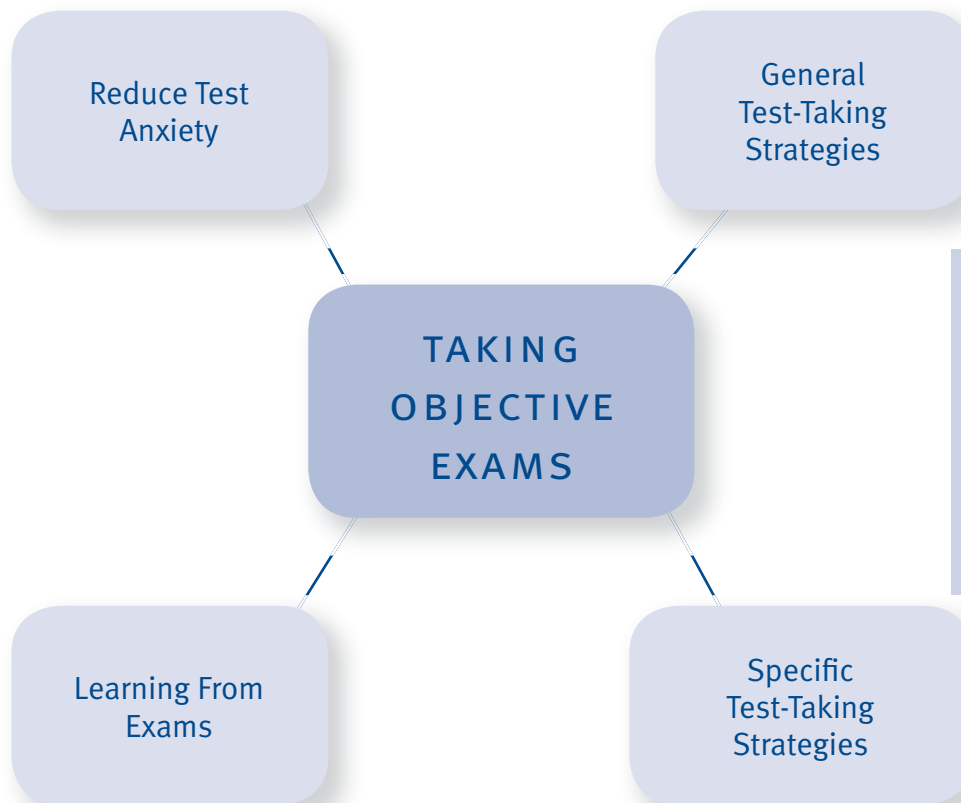 Reduce Test
Anxiety
General
Test-Taking
Strategies
TAKING
OBJECTIVE
EXAMS
Learning From
Exams
Specific
Test-Taking
Strategies